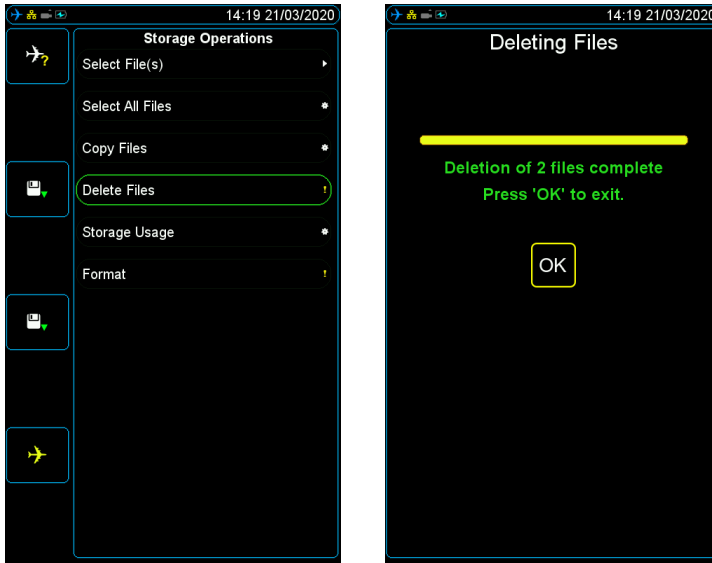 14:19 21/03/2020
Storage Operations
?
Select File(s)
Select All Files
Copy Files
Delete Files !
Storage Usage
Format !
14:19 21/03/2020
Deleting Files
Deletion of 2 files complete
Press 'OK' to exit.
OK